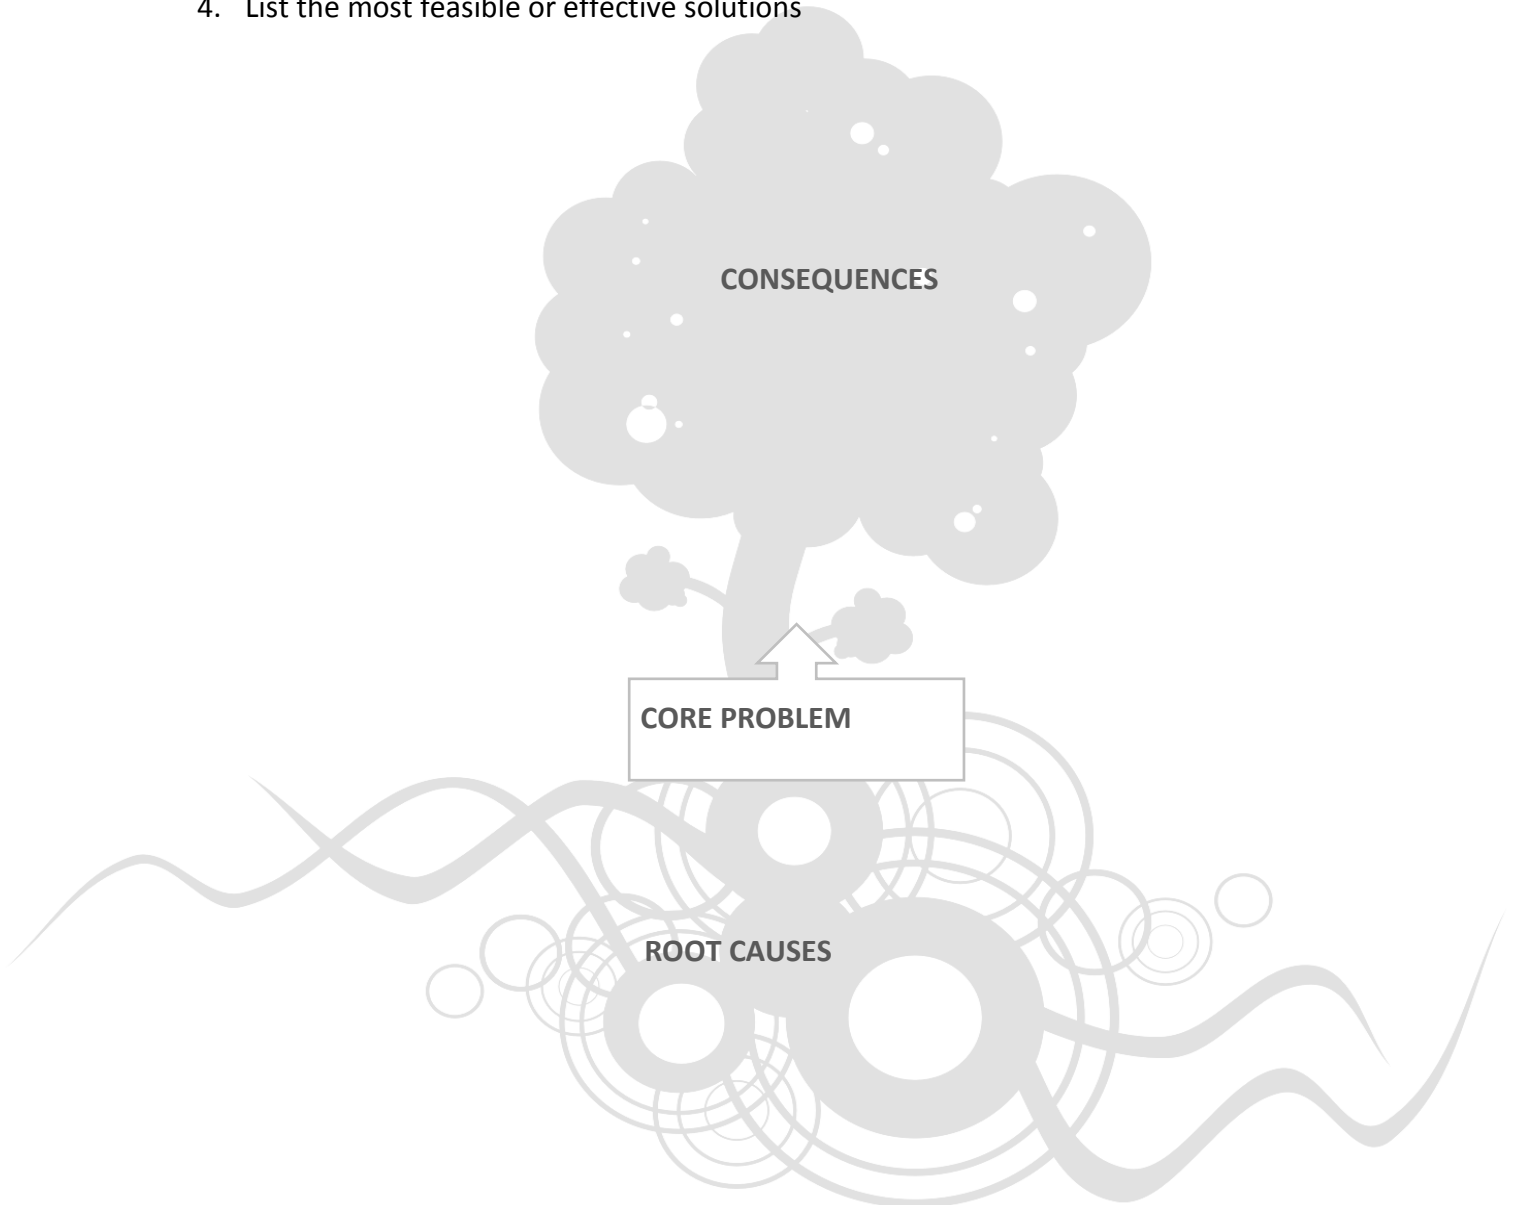 4. List the most feasible or effective solutions
CONSEQUENCES
CORE PROBLEM
ROOT CAUSES